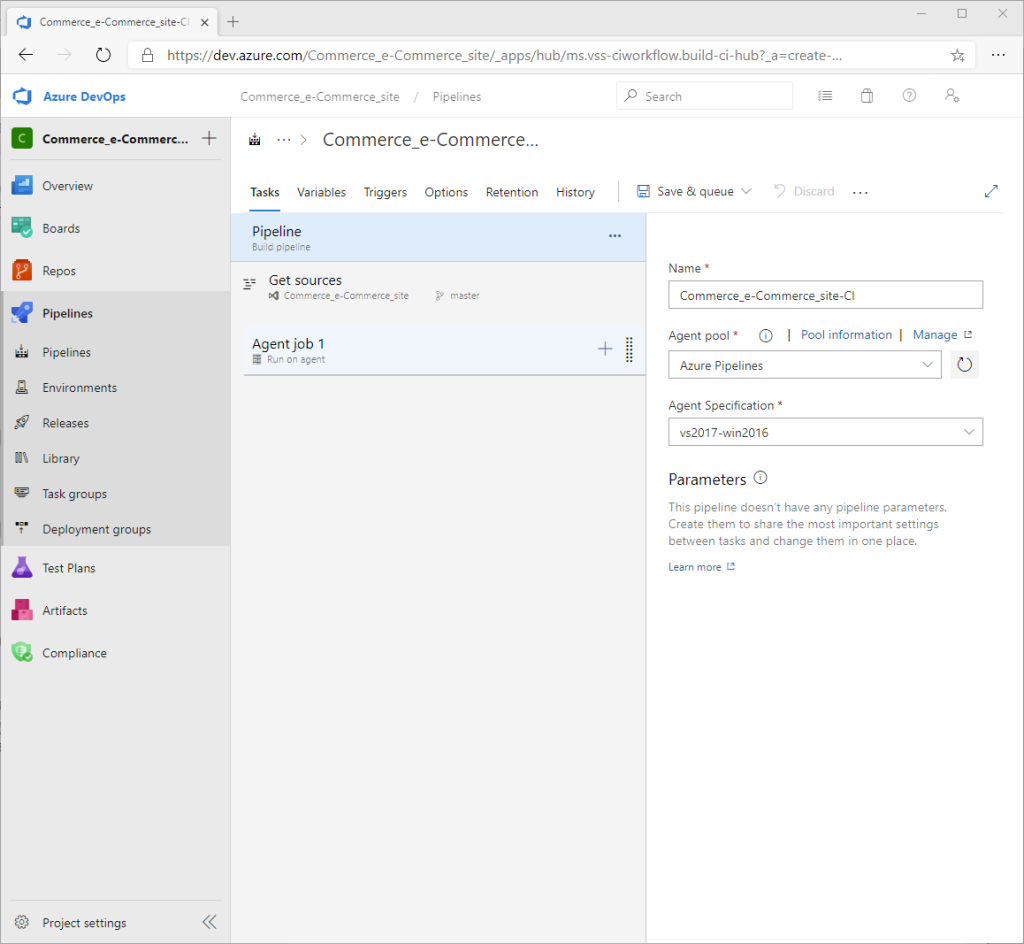 Commerce_e-Commerce_site-CI
https://dev.azure.com/Commerce_e-Commerce_site/_apps/hub/ms.vss-ciworkflow.build-ci-hub?_a=create-...
Azure DevOps
Commerce_e-Commerce_site / Pipelines
Search
C Commerce_e-Commerc...
Overview
Boards
Repos
Pipelines
Pipelines
Environments
Releases
Library
Task groups
Deployment groups
Test Plans
Artifacts
Compliance
Project settings
... > Commerce_e-Commerce...
Tasks Variables Triggers Options Retention History Save & queue Discard ...
Pipeline
Build pipeline
Get sources
Commerce_e-Commerce_site master
Agent job 1
Run on agent
Name *
Commerce_e-Commerce_site-CI
Agent pool * | Pool information | Manage
Azure Pipelines
Agent Specification *
vs2017-win2016
Parameters
This pipeline doesn't have any pipeline parameters.
Create them to share the most important settings
between tasks and change them in one place.
Learn more